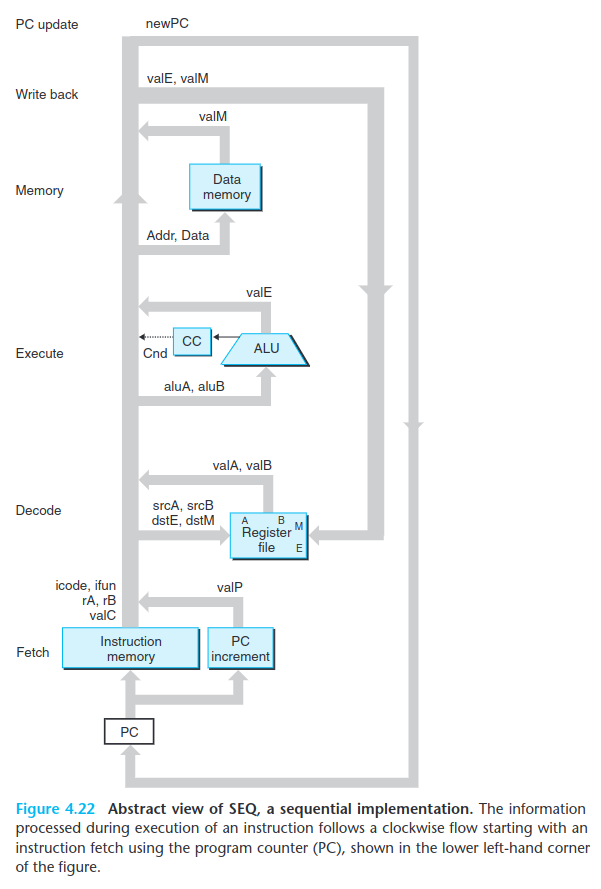 PC update
newPC
valE, valM
Write back
valM
Data
memory
Memory
Addr, Data
valE
CC
ALU
Execute
Cnd
aluA, aluB
valA, valB
Decode
srcA, srcB
dstE, dstM
A B M
Register
file E
icode, ifun
rA, rB
valC
valP
Fetch
Instruction
memory
PC
increment
PC
Figure 4.22 Abstract view of SEQ, a sequential implementation. The information
processed during execution of an instruction follows a clockwise flow starting with an
instruction fetch using the program counter (PC), shown in the lower left-hand corner
of the figure.